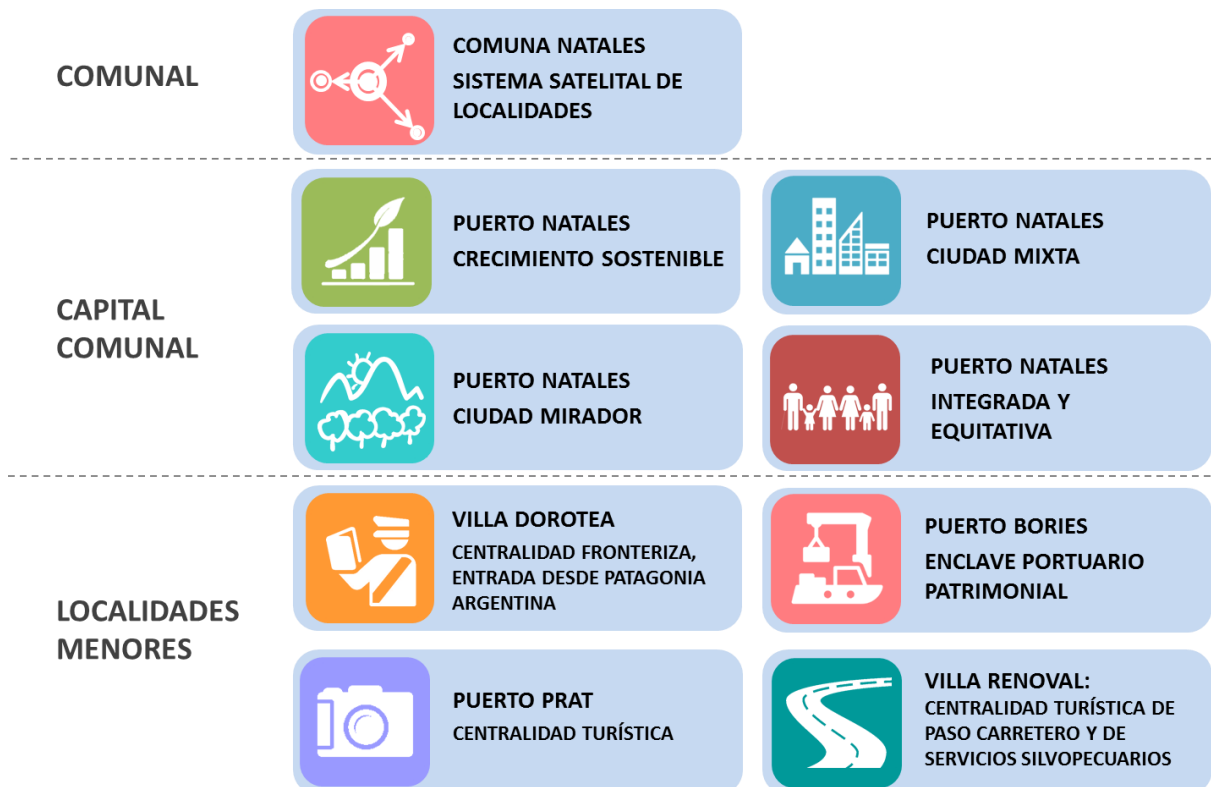 COMUNAL
COMUNA NATALES
SISTEMA SATELITAL DE
LOCALIDADES
CAPITAL
COMUNAL
PUERTO NATALES
CRECIMIENTO SOSTENIBLE
PUERTO NATALES
CIUDAD MIXTA
PUERTO NATALES
CIUDAD MIRADOR
PUERTO NATALES
INTEGRADA Y
EQUITATIVA
LOCALIDADES
MENORES
VILLA DOROTEA
CENTRALIDAD FRONTERIZA,
ENTRADA DESDE PATAGONIA
ARGENTINA
PUERTO BORIES
ENCLAVE PORTUARIO
PATRIMONIAL
PUERTO PRAT
CENTRALIDAD TURÍSTICA
VILLA RENOVAL:
CENTRALIDAD TURÍSTICA DE
PASO CARRETERO Y DE
SERVICIOS SILVOPECUARIOS